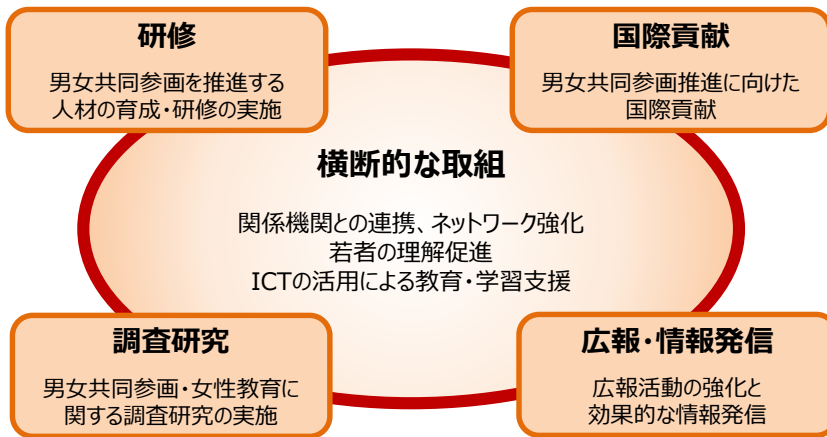 研修
男女共同参画を推進する
人材の育成・研修の実施
国際貢献
男女共同参画推進に向けた
国際貢献
横断的な取組
関係機関との連携、ネットワーク強化
若者の理解促進
ICTの活用による教育・学習支援
調査研究
男女共同参画・女性教育に
関する調査研究の実施
広報・情報発信
広報活動の強化と
効果的な情報発信